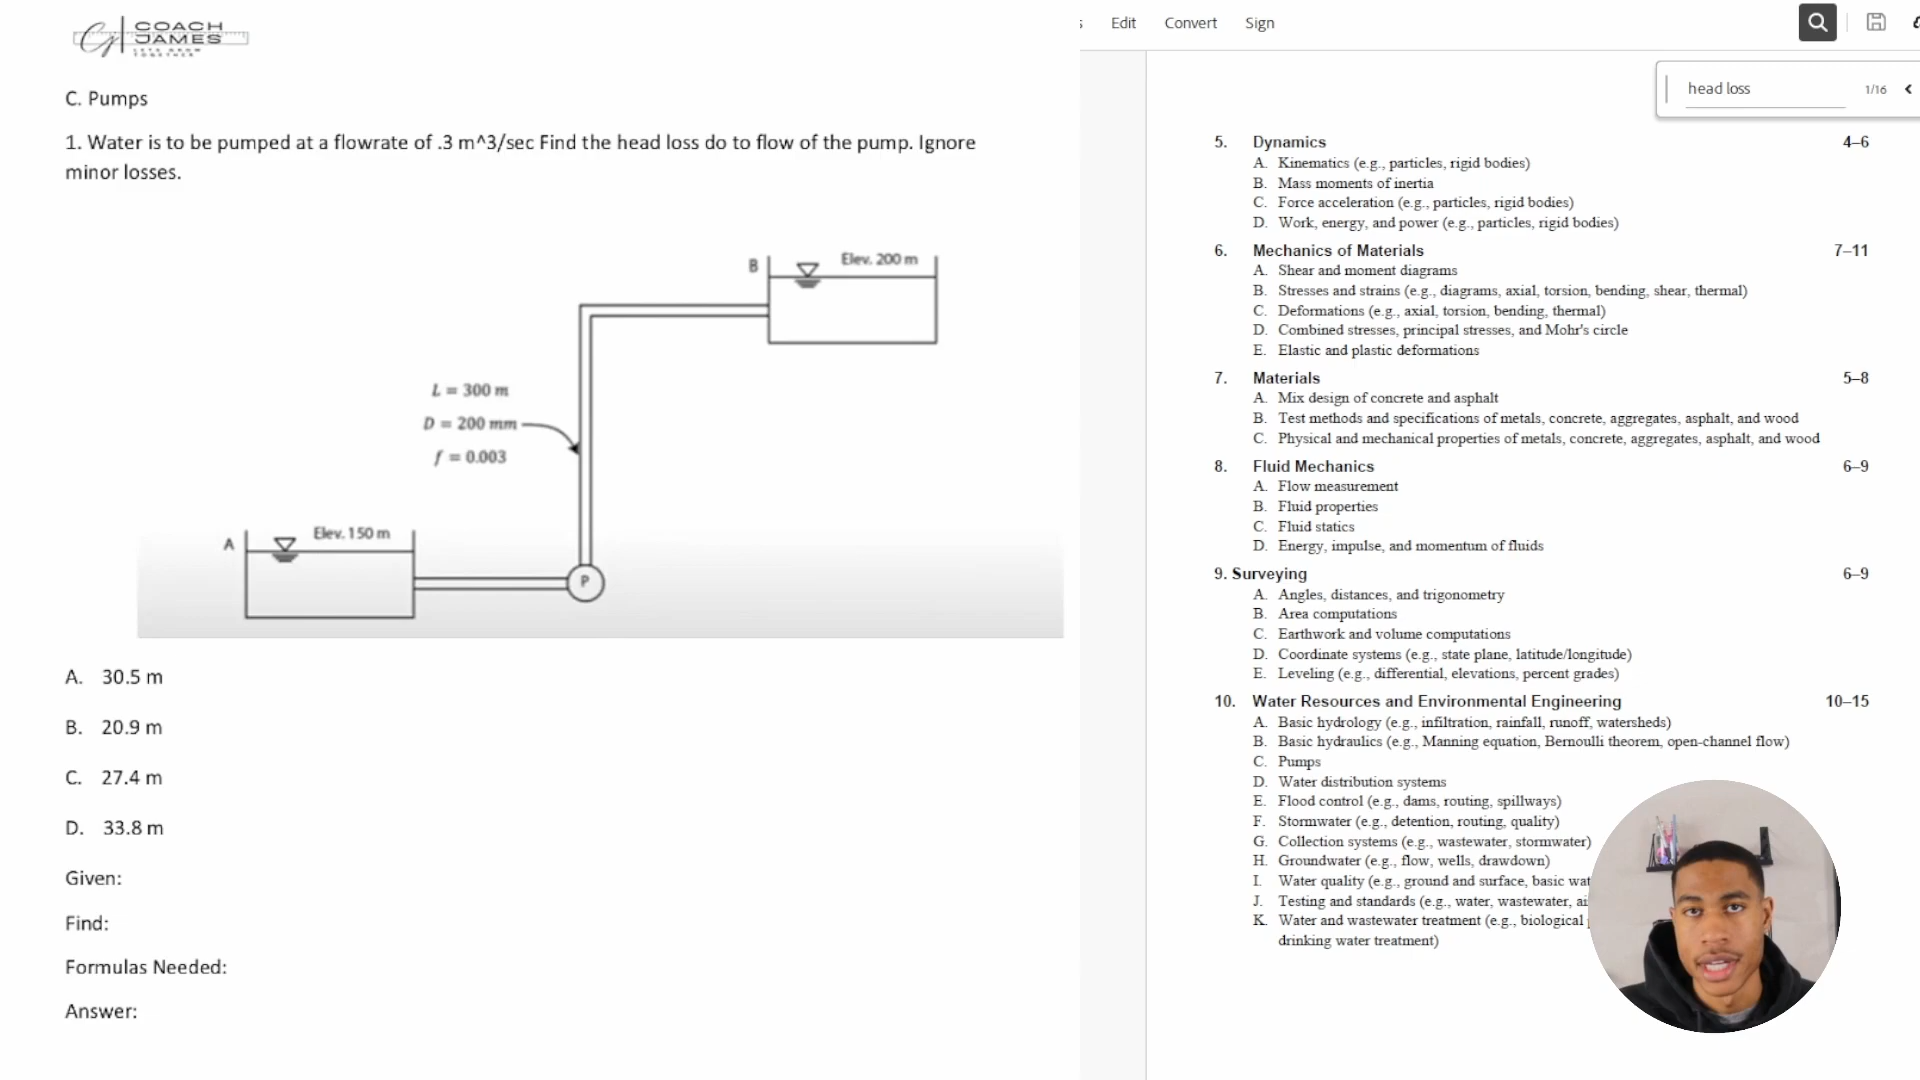 COACH
JAMES
LETS GROW
TOGETHER
C. Pumps
1. Water is to be pumped at a flowrate of .3 m^3/sec Find the head loss do to flow of the pump. Ignore
minor losses.
B
Elev. 200 m
L = 300 m
D = 200 mm
f = 0.003
A
Elev. 150 m
P
A. 30.5 m
B. 20.9 m
C. 27.4 m
D. 33.8 m
Given:
Find:
Formulas Needed:
Answer:
Edit Convert Sign
head loss 1/16
5. Dynamics 4–6
A. Kinematics (e.g., particles, rigid bodies)
B. Mass moments of inertia
C. Force acceleration (e.g., particles, rigid bodies)
D. Work, energy, and power (e.g., particles, rigid bodies)
6. Mechanics of Materials 7–11
A. Shear and moment diagrams
B. Stresses and strains (e.g., diagrams, axial, torsion, bending, shear, thermal)
C. Deformations (e.g., axial, torsion, bending, thermal)
D. Combined stresses, principal stresses, and Mohr's circle
E. Elastic and plastic deformations
7. Materials 5–8
A. Mix design of concrete and asphalt
B. Test methods and specifications of metals, concrete, aggregates, asphalt, and wood
C. Physical and mechanical properties of metals, concrete, aggregates, asphalt, and wood
8. Fluid Mechanics 6–9
A. Flow measurement
B. Fluid properties
C. Fluid statics
D. Energy, impulse, and momentum of fluids
9. Surveying 6–9
A. Angles, distances, and trigonometry
B. Area computations
C. Earthwork and volume computations
D. Coordinate systems (e.g., state plane, latitude/longitude)
E. Leveling (e.g., differential, elevations, percent grades)
10. Water Resources and Environmental Engineering 10–15
A. Basic hydrology (e.g., infiltration, rainfall, runoff, watersheds)
B. Basic hydraulics (e.g., Manning equation, Bernoulli theorem, open-channel flow)
C. Pumps
D. Water distribution systems
E. Flood control (e.g., dams, routing, spillways)
F. Stormwater (e.g., detention, routing, quality)
G. Collection systems (e.g., wastewater, stormwater)
H. Groundwater (e.g., flow, wells, drawdown)
I. Water quality (e.g., ground and surface, basic wat
J. Testing and standards (e.g., water, wastewater, ai
K. Water and wastewater treatment (e.g., biological
drinking water treatment)